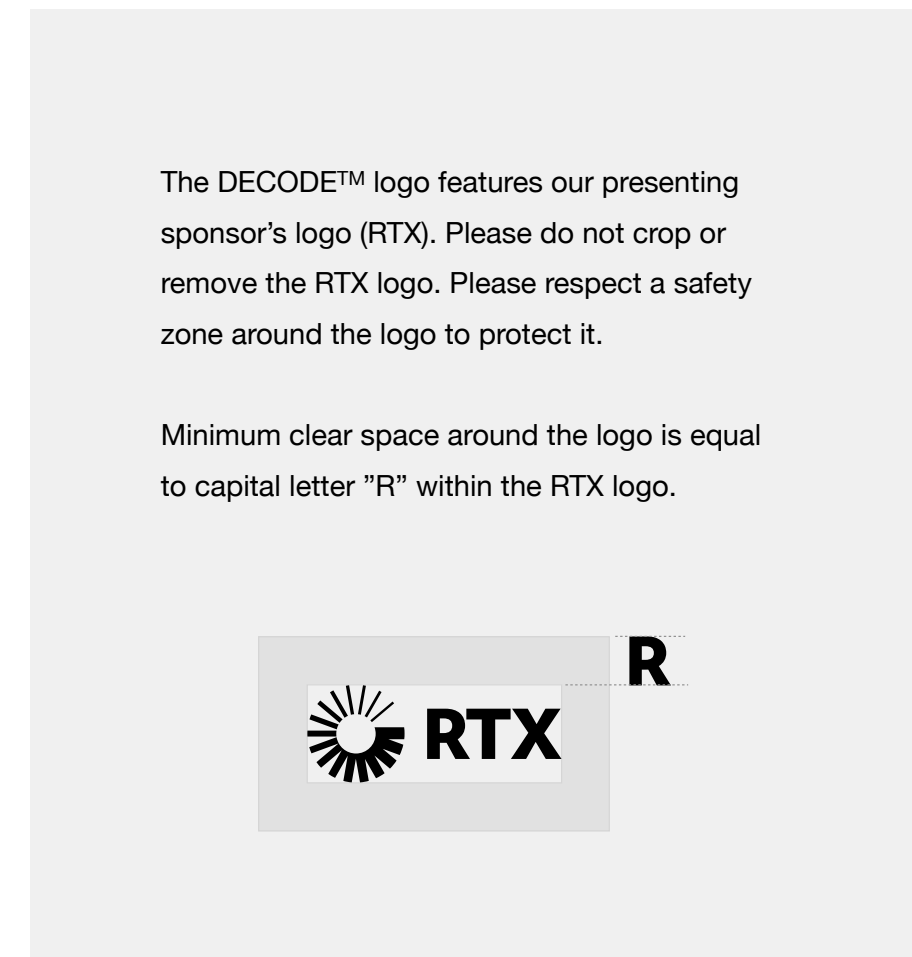 The DECODE™ logo features our presenting
sponsor’s logo (RTX). Please do not crop or
remove the RTX logo. Please respect a safety
zone around the logo to protect it.
Minimum clear space around the logo is equal
to capital letter ”R” within the RTX logo.
R
RTX